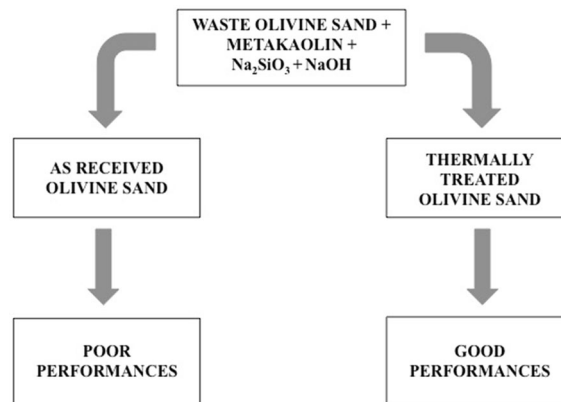 WASTE OLIVINE SAND +
METAKAOLIN +
Na₂SiO₃ + NaOH
AS RECEIVED
OLIVINE SAND
THERMALLY
TREATED
OLIVINE SAND
POOR
PERFORMANCES
GOOD
PERFORMANCES